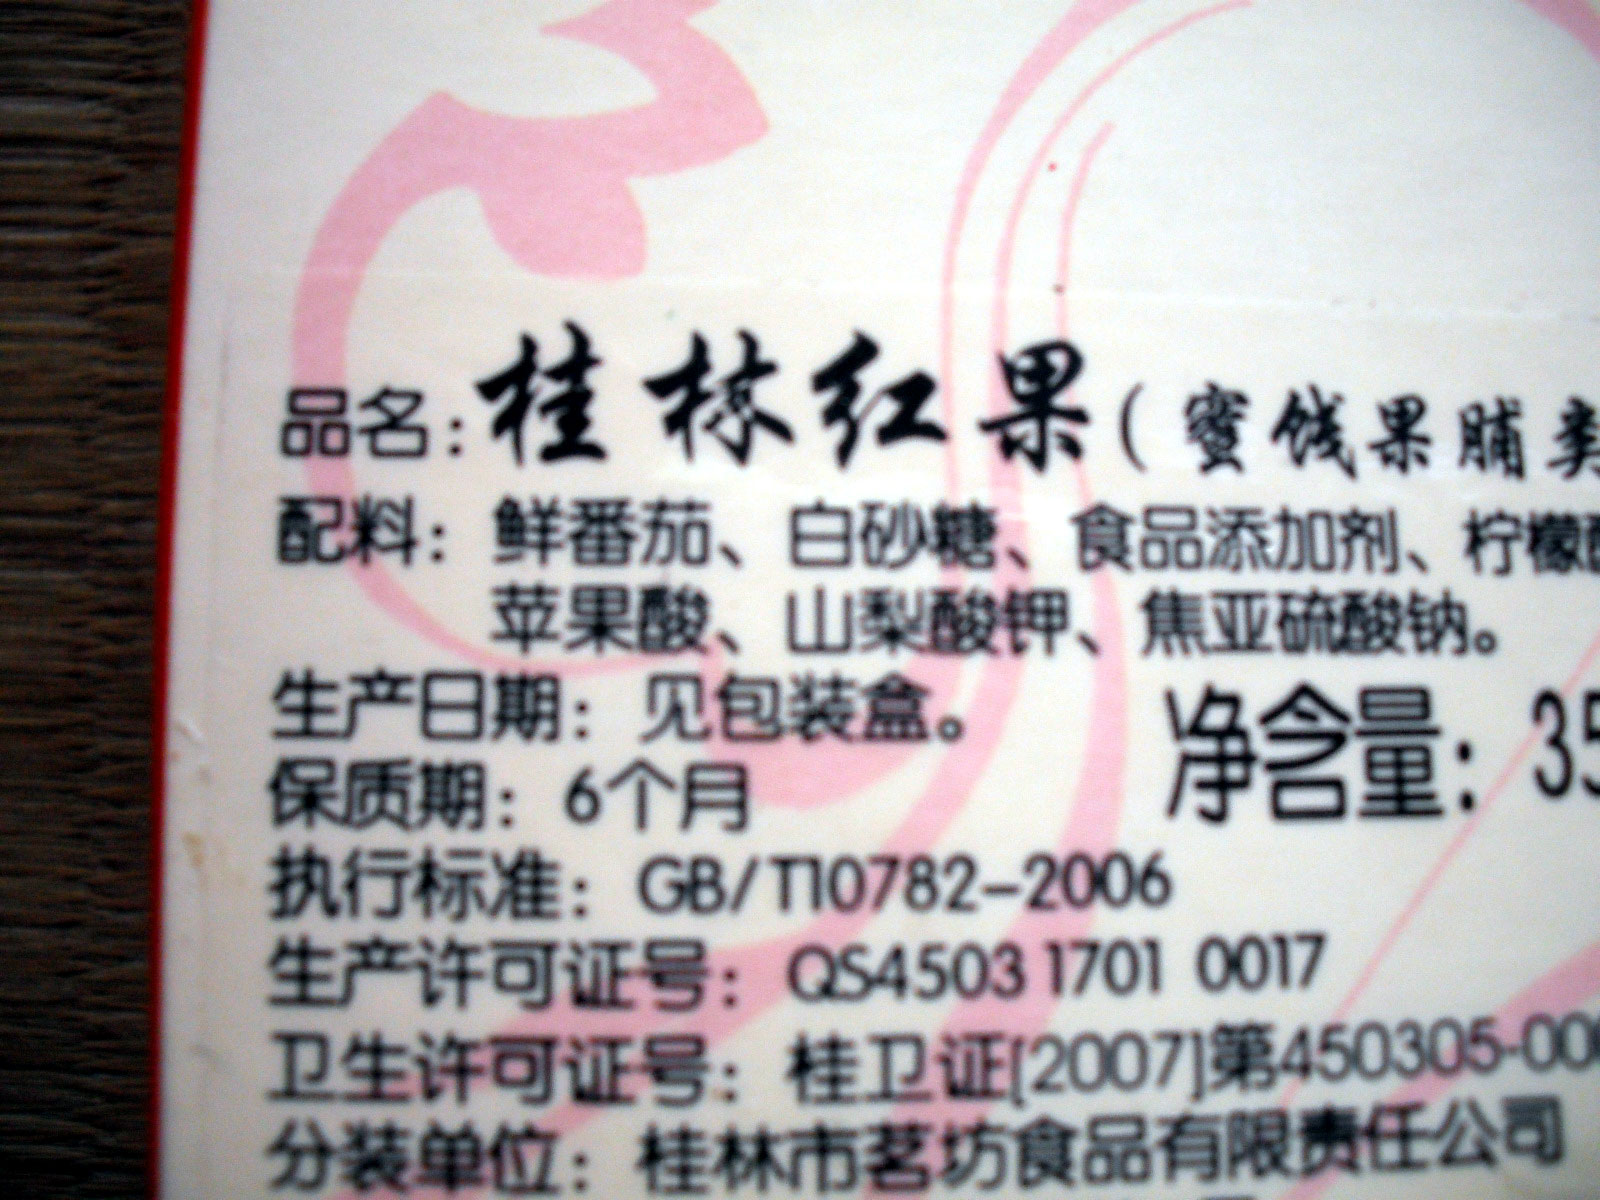 品名：桂林红果（蜜饯果脯类
配料：鲜番茄、白砂糖、食品添加剂、柠檬酸
苹果酸、山梨酸钾、焦亚硫酸钠。
生产日期：见包装盒。
净含量：35
保质期：6个月
执行标准：GB/T10782-2006
生产许可证号：QS4503 1701 0017
卫生许可证号：桂卫证[2007]第450305-00
分装单位：桂林市茗坊食品有限责任公司